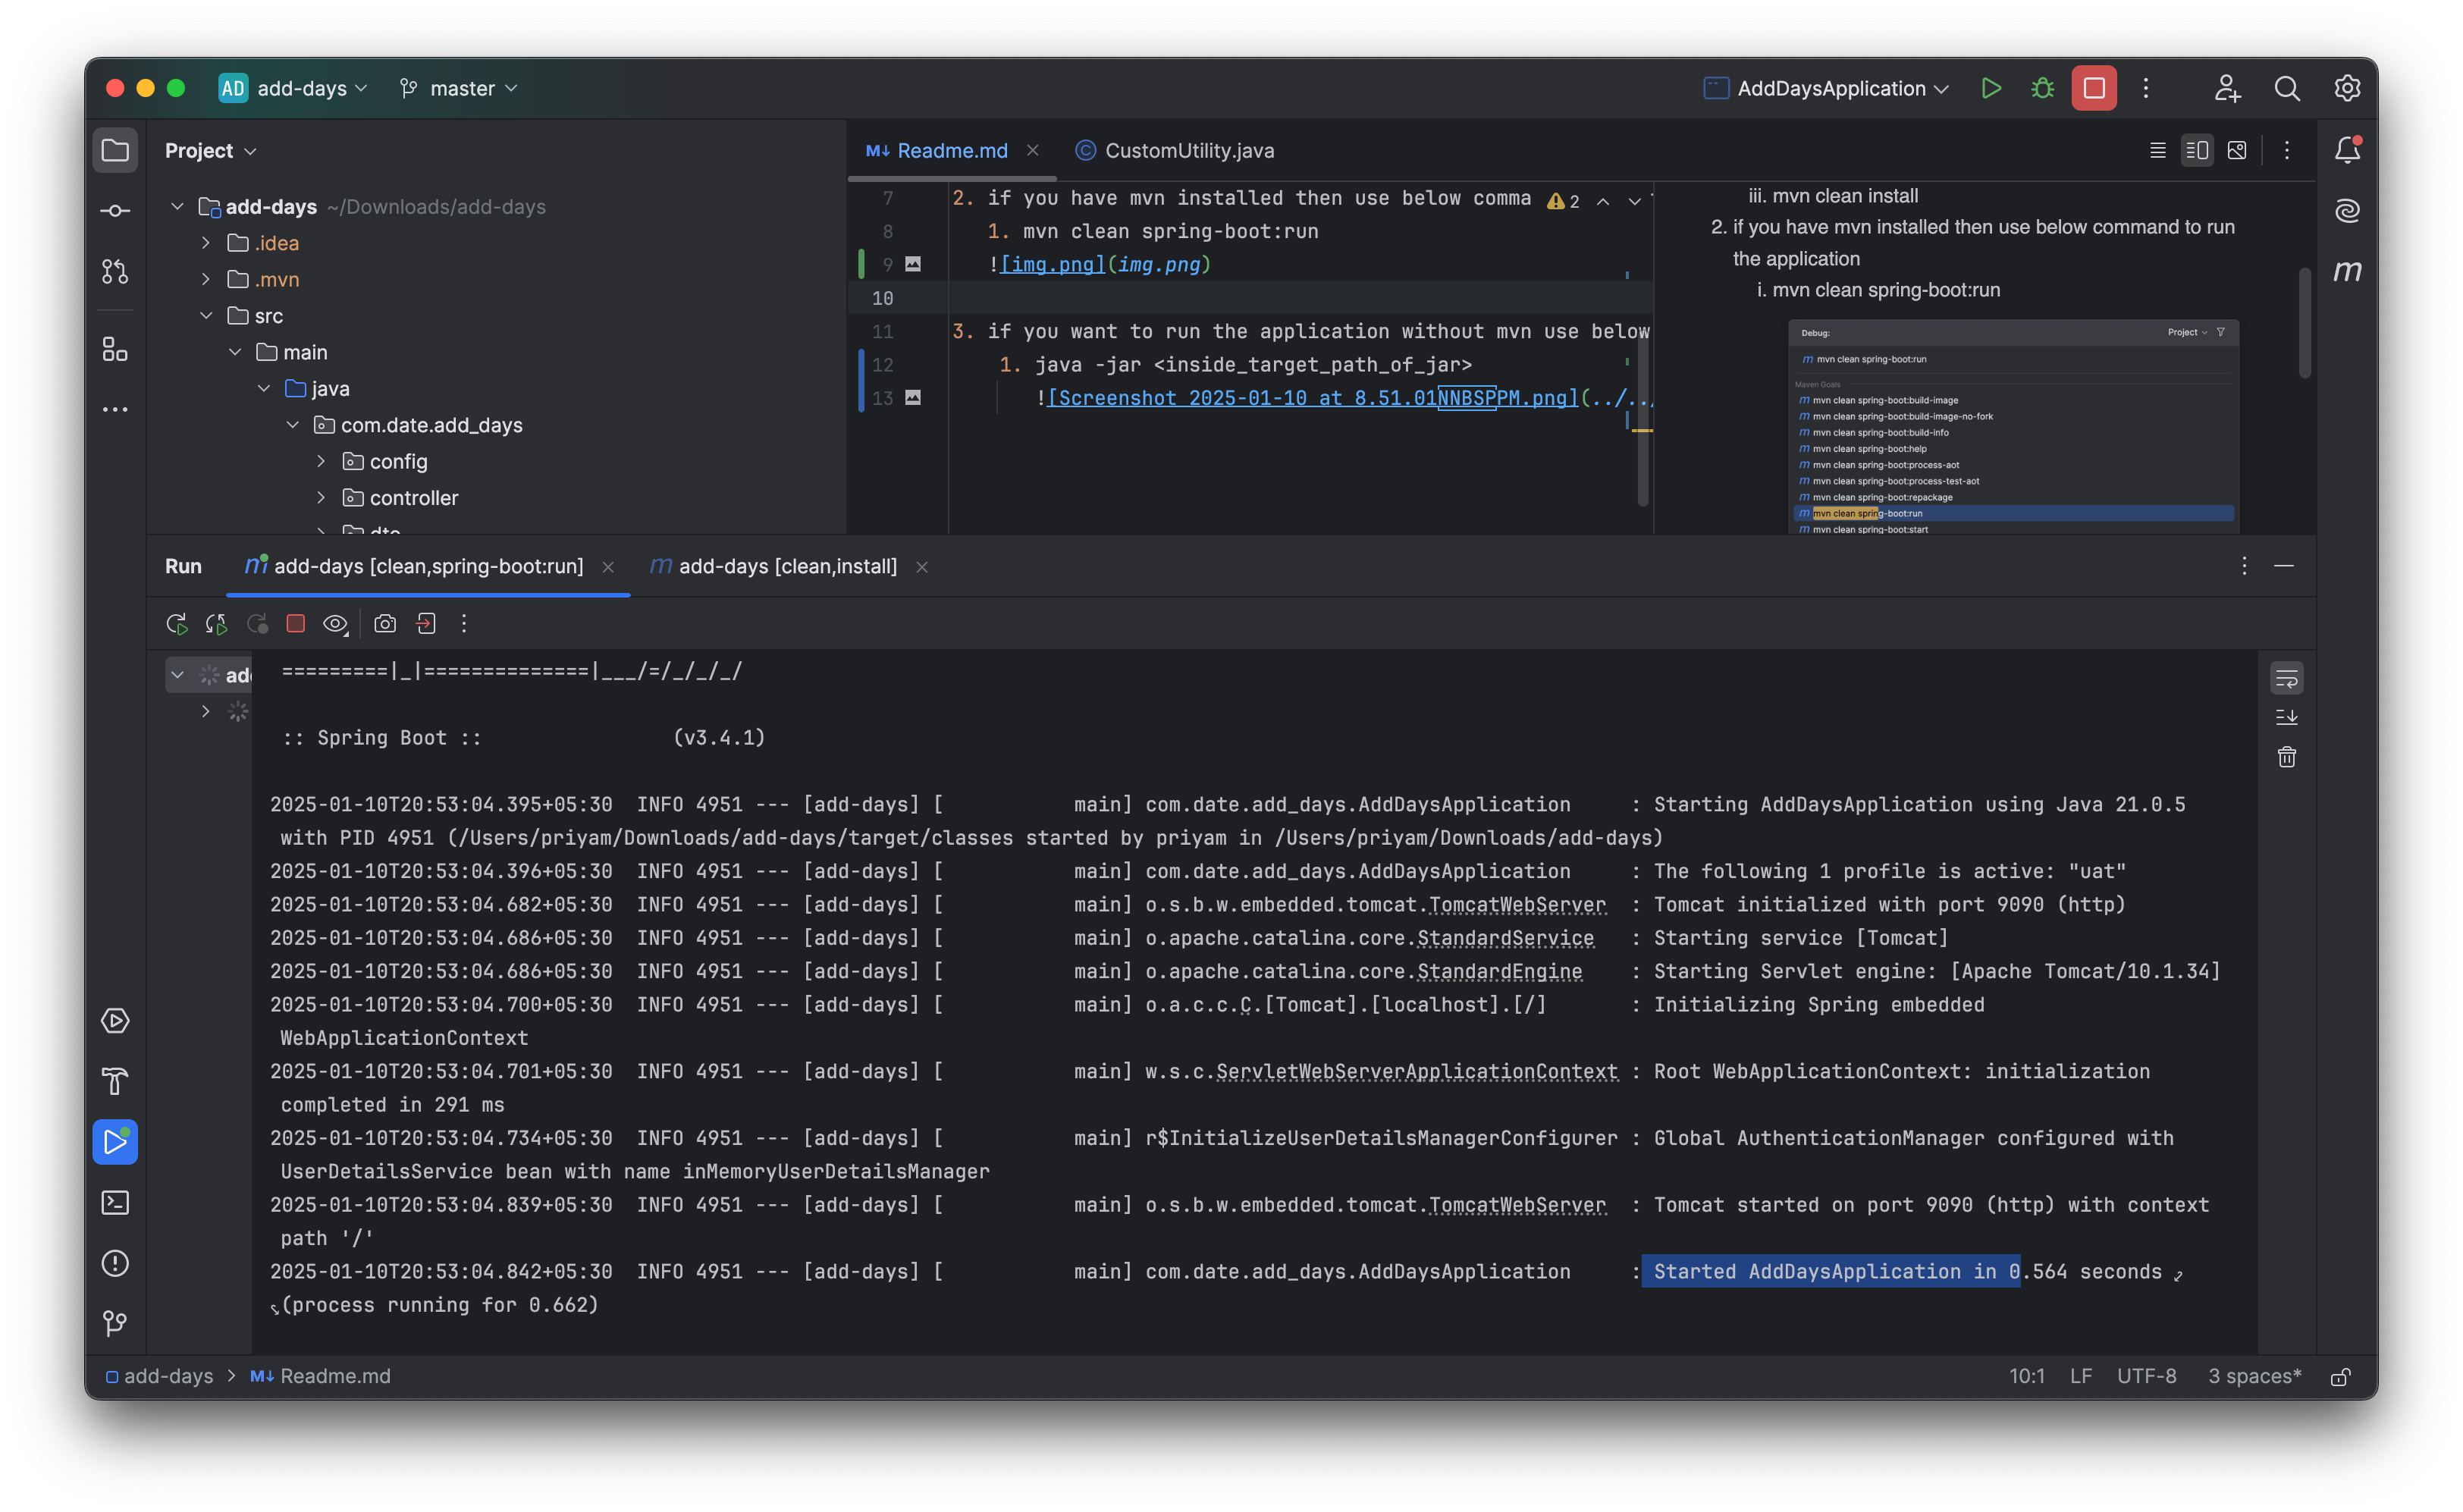 AD add-days master AddDaysApplication
Project
add-days ~/Downloads/add-days
.idea
.mvn
src
main
java
com.date.add_days
config
controller
M↓ Readme.md CustomUtility.java
7 2. if you have mvn installed then use below comma 2
8 1. mvn clean spring-boot:run
9 ![img.png](img.png)
10
11 3. if you want to run the application without mvn use below
12 1. java -jar <inside_target_path_of_jar>
13 ![Screenshot 2025-01-10 at 8.51.01NNBSPPM.png](../..
iii. mvn clean install
2. if you have mvn installed then use below command to run
the application
i. mvn clean spring-boot:run
Debug: Project
m mvn clean spring-boot:run
Maven Goals
m mvn clean spring-boot:build-image
m mvn clean spring-boot:build-image-no-fork
m mvn clean spring-boot:build-info
m mvn clean spring-boot:help
m mvn clean spring-boot:process-aot
m mvn clean spring-boot:process-test-aot
m mvn clean spring-boot:repackage
m mvn clean spring-boot:run
m mvn clean spring-boot:start
m
Run m add-days [clean,spring-boot:run] m add-days [clean,install]
add
=========|_|==============|___/=/_/_/_/
:: Spring Boot :: (v3.4.1)
2025-01-10T20:53:04.395+05:30 INFO 4951 --- [add-days] [ main] com.date.add_days.AddDaysApplication : Starting AddDaysApplication using Java 21.0.5
with PID 4951 (/Users/priyam/Downloads/add-days/target/classes started by priyam in /Users/priyam/Downloads/add-days)
2025-01-10T20:53:04.396+05:30 INFO 4951 --- [add-days] [ main] com.date.add_days.AddDaysApplication : The following 1 profile is active: "uat"
2025-01-10T20:53:04.682+05:30 INFO 4951 --- [add-days] [ main] o.s.b.w.embedded.tomcat.TomcatWebServer : Tomcat initialized with port 9090 (http)
2025-01-10T20:53:04.686+05:30 INFO 4951 --- [add-days] [ main] o.apache.catalina.core.StandardService : Starting service [Tomcat]
2025-01-10T20:53:04.686+05:30 INFO 4951 --- [add-days] [ main] o.apache.catalina.core.StandardEngine : Starting Servlet engine: [Apache Tomcat/10.1.34]
2025-01-10T20:53:04.700+05:30 INFO 4951 --- [add-days] [ main] o.a.c.c.C.[Tomcat].[localhost].[/] : Initializing Spring embedded
WebApplicationContext
2025-01-10T20:53:04.701+05:30 INFO 4951 --- [add-days] [ main] w.s.c.ServletWebServerApplicationContext : Root WebApplicationContext: initialization
completed in 291 ms
2025-01-10T20:53:04.734+05:30 INFO 4951 --- [add-days] [ main] r$InitializeUserDetailsManagerConfigurer : Global AuthenticationManager configured with
UserDetailsService bean with name inMemoryUserDetailsManager
2025-01-10T20:53:04.839+05:30 INFO 4951 --- [add-days] [ main] o.s.b.w.embedded.tomcat.TomcatWebServer : Tomcat started on port 9090 (http) with context
path '/'
2025-01-10T20:53:04.842+05:30 INFO 4951 --- [add-days] [ main] com.date.add_days.AddDaysApplication : Started AddDaysApplication in 0.564 seconds
(process running for 0.662)
add-days > M↓ Readme.md 10:1 LF UTF-8 3 spaces*